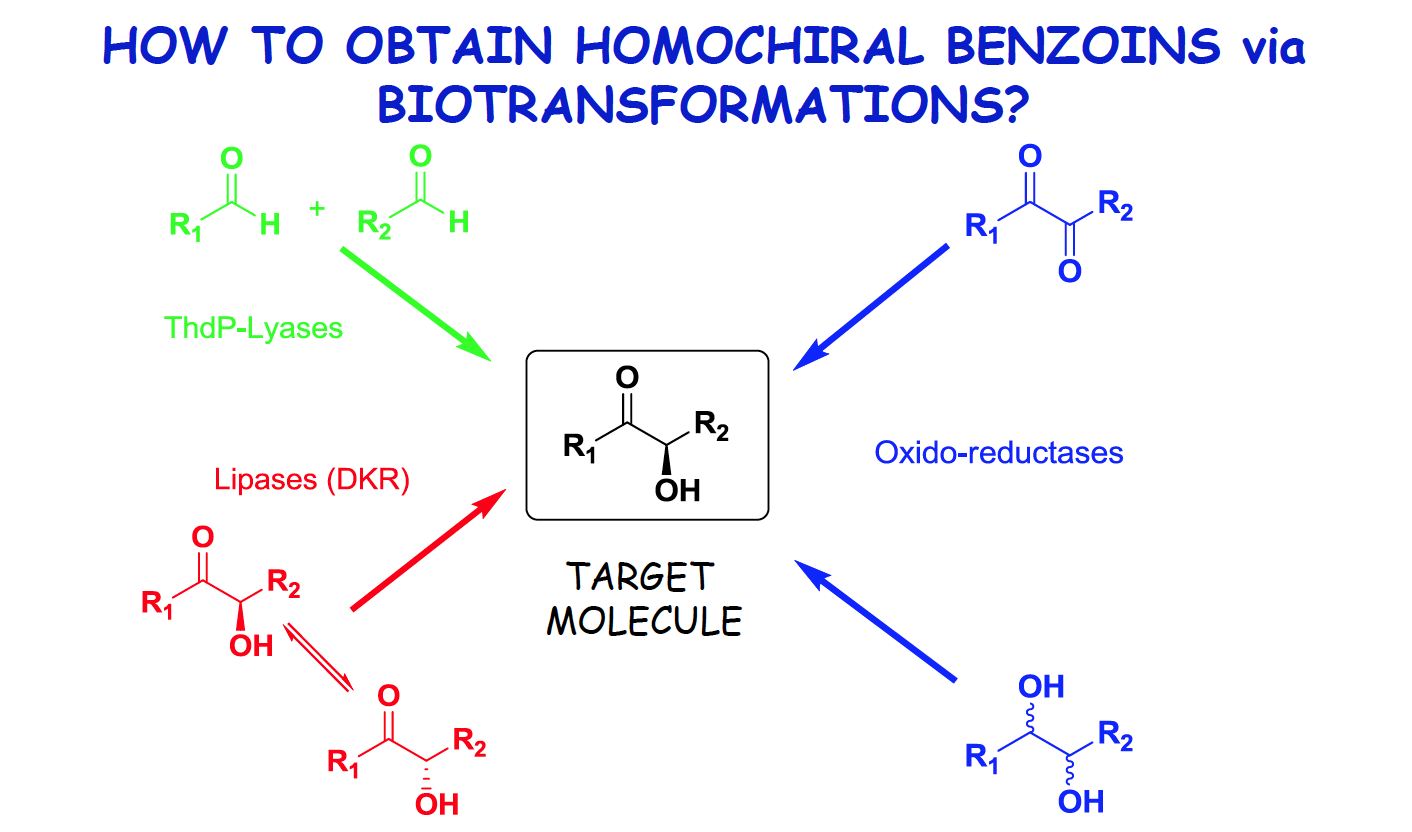 HOW TO OBTAIN HOMOCHIRAL BENZOINS via
BIOTRANSFORMATIONS?
O
R1
H
+
O
R2
H
O
R1
R2
O
ThdP-Lyases
O
R1
R2
OH
Oxido-reductases
Lipases (DKR)
O
R1
R2
OH
TARGET
MOLECULE
O
R1
R2
OH
OH
R1
R2
OH